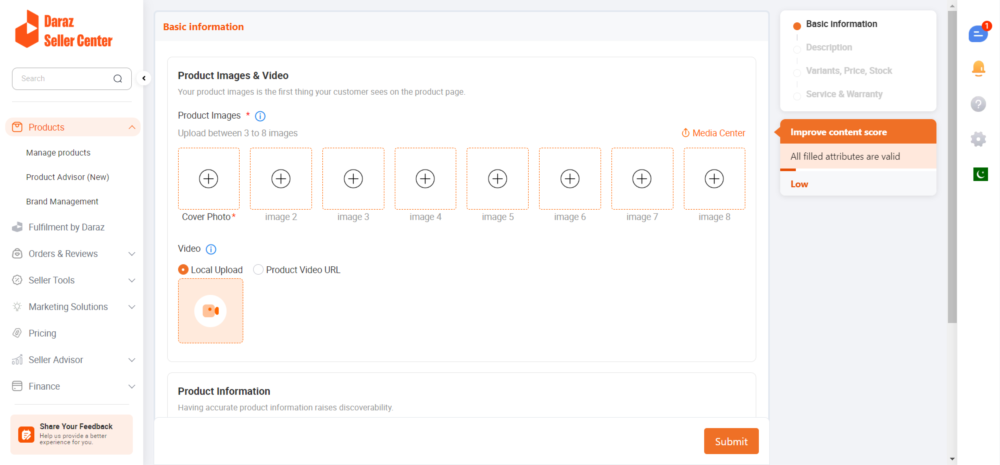 Daraz
Seller Center
Search
Products
Manage products
Product Advisor (New)
Brand Management
Fulfilment by Daraz
Orders & Reviews
Seller Tools
Marketing Solutions
Pricing
Seller Advisor
Finance
Share Your Feedback
Help us provide a better
experience for you.
Basic information
Product Images & Video
Your product images is the first thing your customer sees on the product page.
Product Images *
Upload between 3 to 8 images
Media Center
Cover Photo*
image 2
image 3
image 4
image 5
image 6
image 7
image 8
Video
Local Upload
Product Video URL
Product Information
Having accurate product information raises discoverability.
Submit
Basic Information
Description
Variants, Price, Stock
Service & Warranty
Improve content score
All filled attributes are valid
Low
1